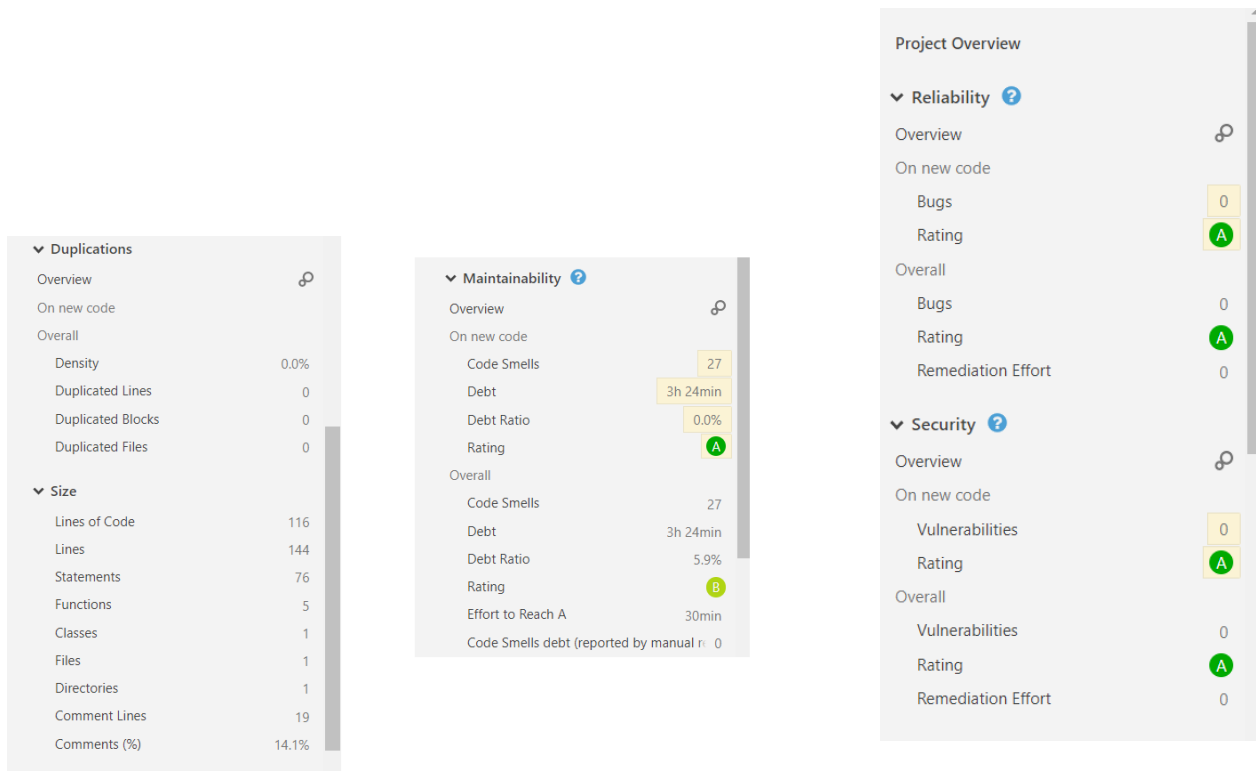 Duplications
Overview
On new code
Overall
Density 0.0%
Duplicated Lines 0
Duplicated Blocks 0
Duplicated Files 0
Size
Lines of Code 116
Lines 144
Statements 76
Functions 5
Classes 1
Files 1
Directories 1
Comment Lines 19
Comments (%) 14.1%
Maintainability ?
Overview
On new code
Code Smells 27
Debt 3h 24min
Debt Ratio 0.0%
Rating A
Overall
Code Smells 27
Debt 3h 24min
Debt Ratio 5.9%
Rating B
Effort to Reach A 30min
Code Smells debt (reported by manual 0
Project Overview
Reliability ?
Overview
On new code
Bugs 0
Rating A
Overall
Bugs 0
Rating A
Remediation Effort 0
Security ?
Overview
On new code
Vulnerabilities 0
Rating A
Overall
Vulnerabilities 0
Rating A
Remediation Effort 0